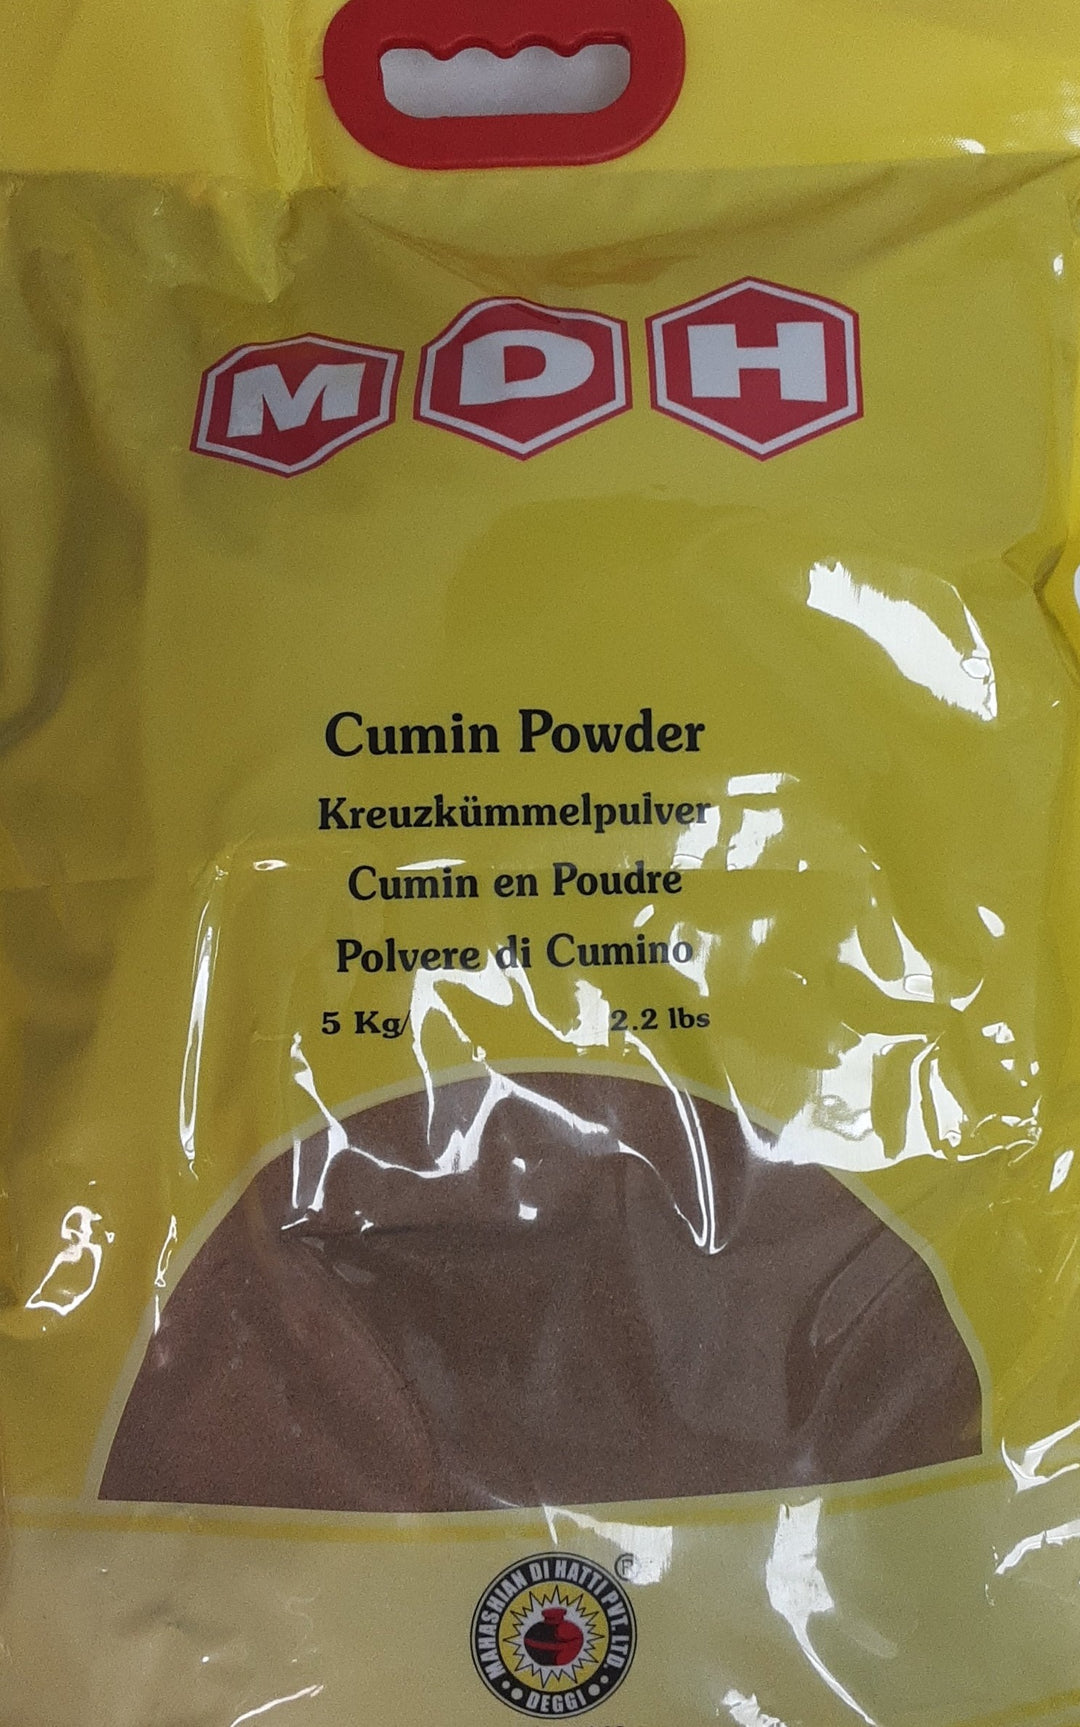 MDH
Cumin Powder
Kreuzkümmelpulver
Cumin en Poudre
Polvere di Cumino
5 Kg/ 2.2 lbs
MAHASHIAN DI HATTI PVT. LTD. ®
DEGGI